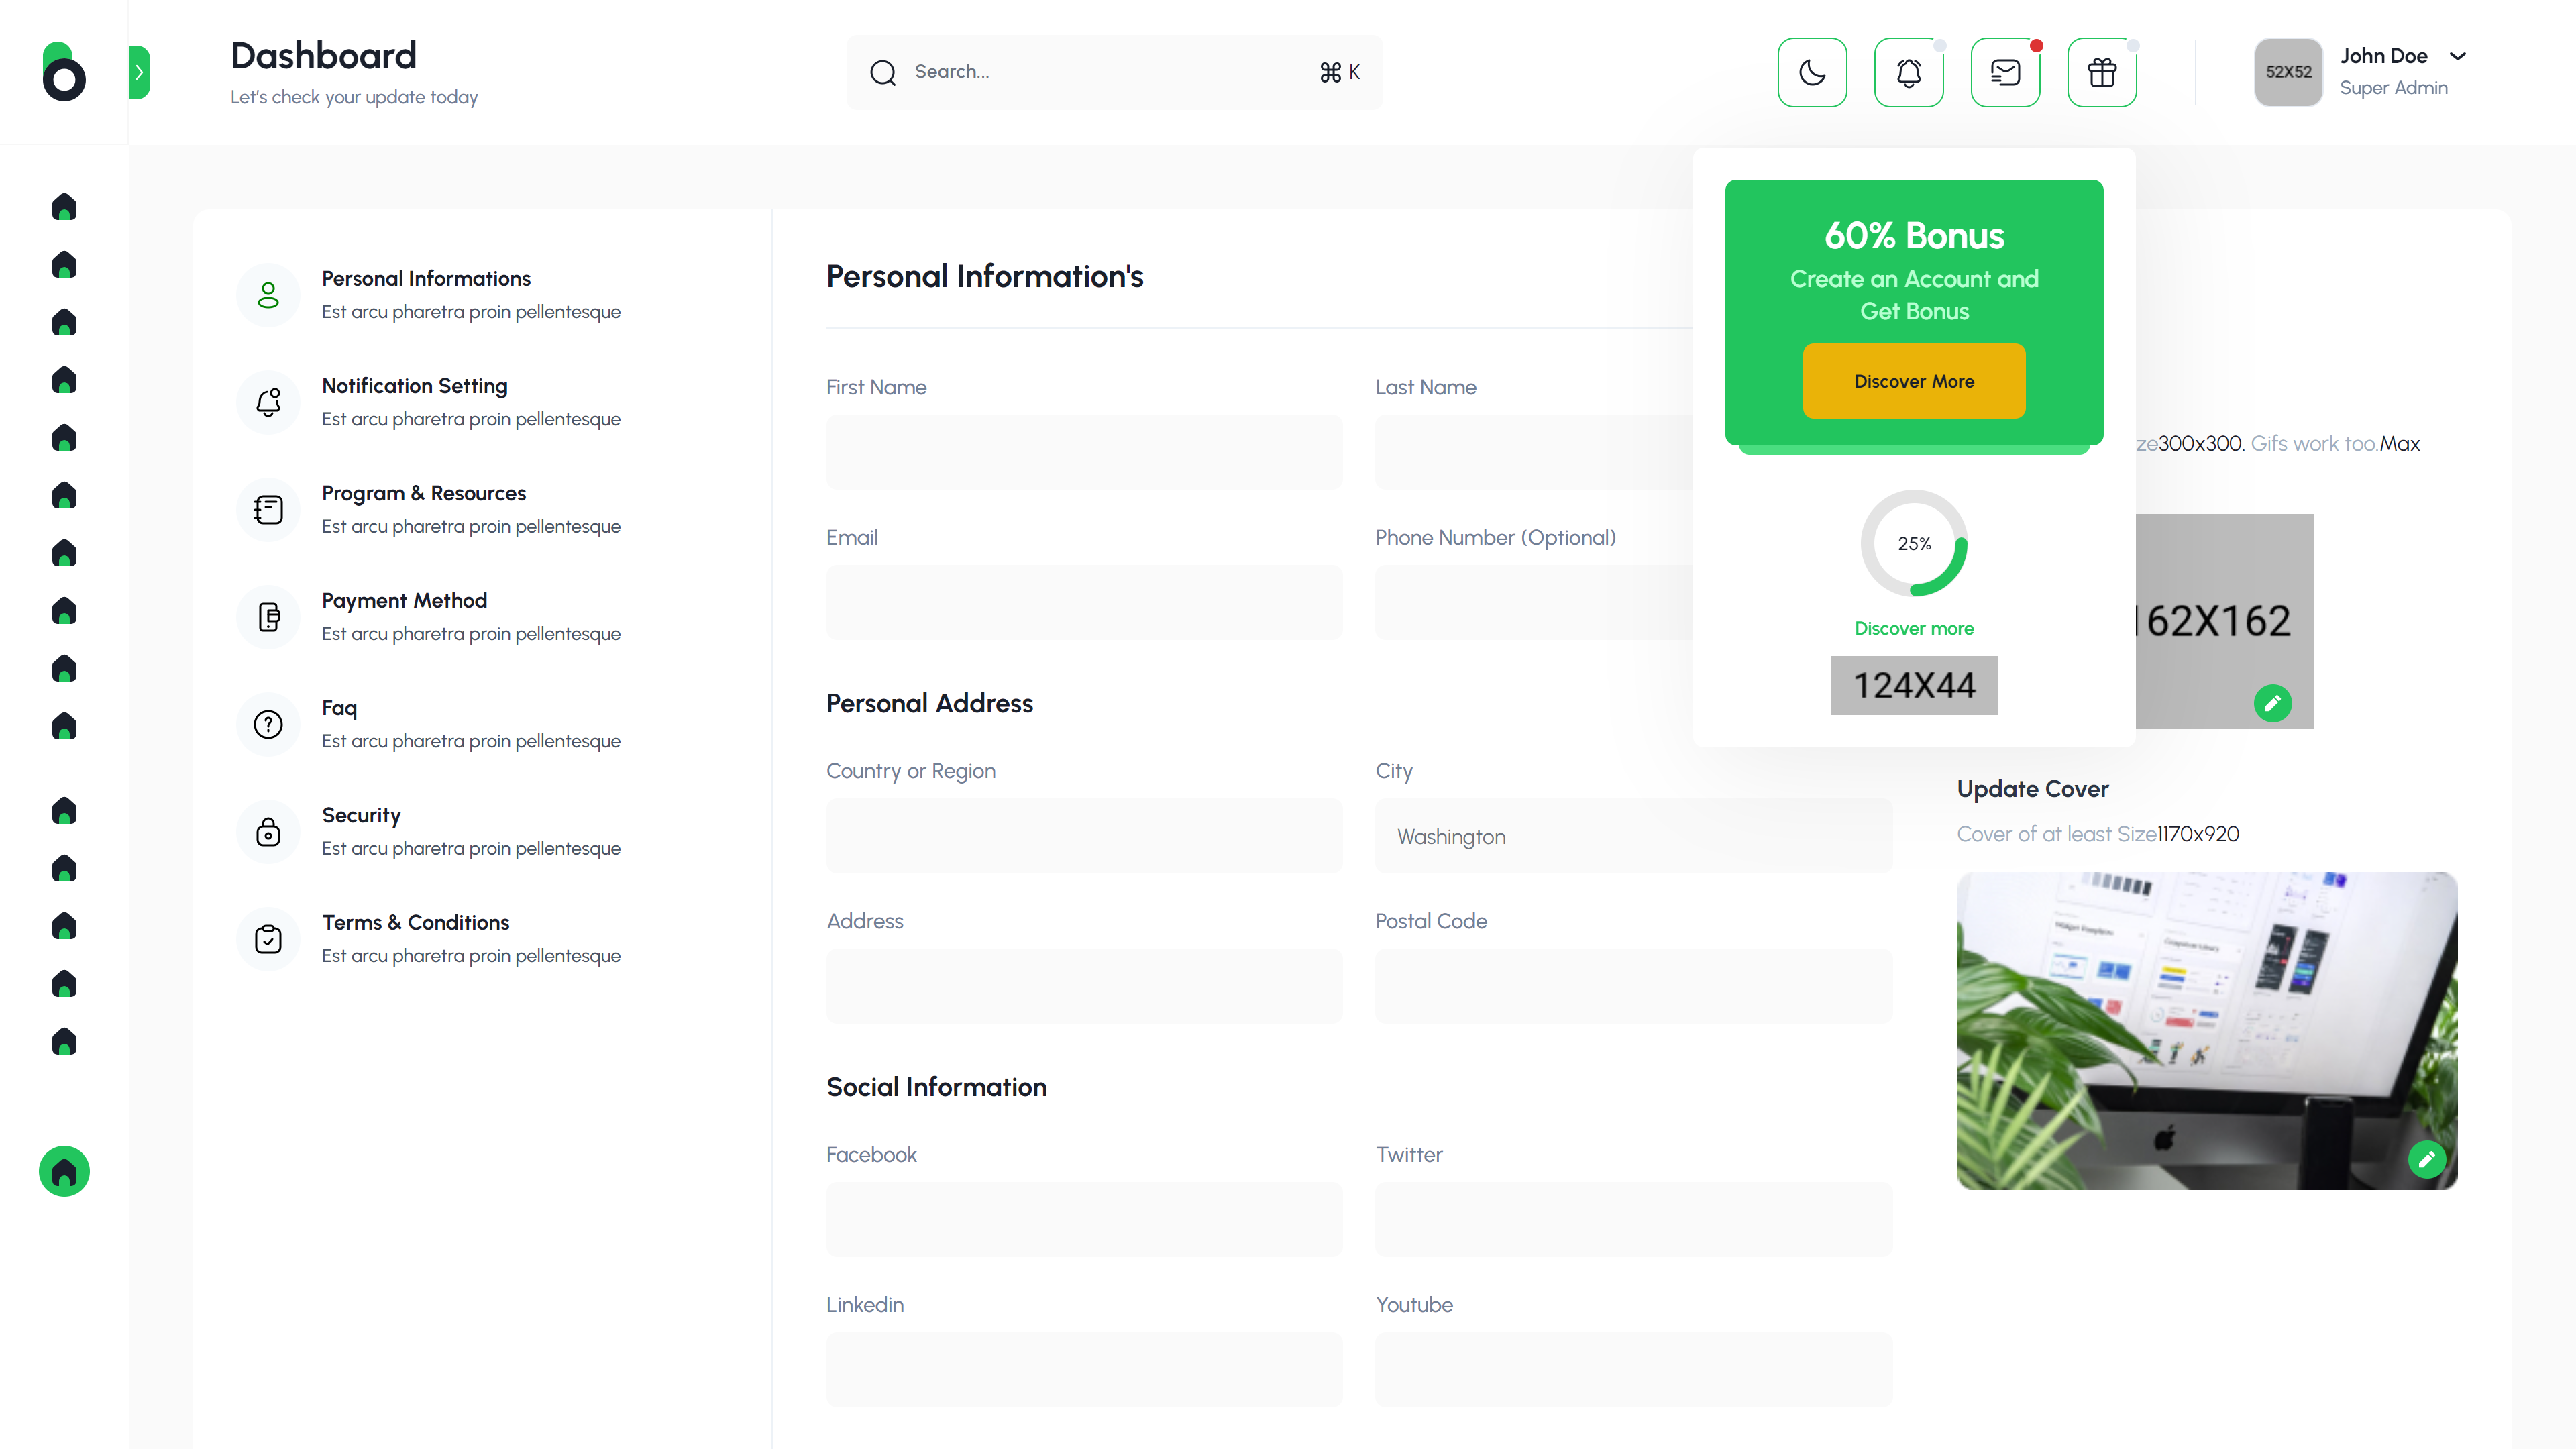 Dashboard
Let's check your update today
Search...
⌘ K
52X52
John Doe
Super Admin
Personal Informations
Est arcu pharetra proin pellentesque
Notification Setting
Est arcu pharetra proin pellentesque
Program & Resources
Est arcu pharetra proin pellentesque
Payment Method
Est arcu pharetra proin pellentesque
Faq
Est arcu pharetra proin pellentesque
Security
Est arcu pharetra proin pellentesque
Terms & Conditions
Est arcu pharetra proin pellentesque
Personal Information's
First Name
Last Name
Email
Phone Number (Optional)
Personal Address
Country or Region
City
Washington
Address
Postal Code
Social Information
Facebook
Twitter
Linkedin
Youtube
60% Bonus
Create an Account and
Get Bonus
Discover More
25%
Discover more
124X44
ze300x300. Gifs work too.Max
162X162
Update Cover
Cover of at least Size1170x920